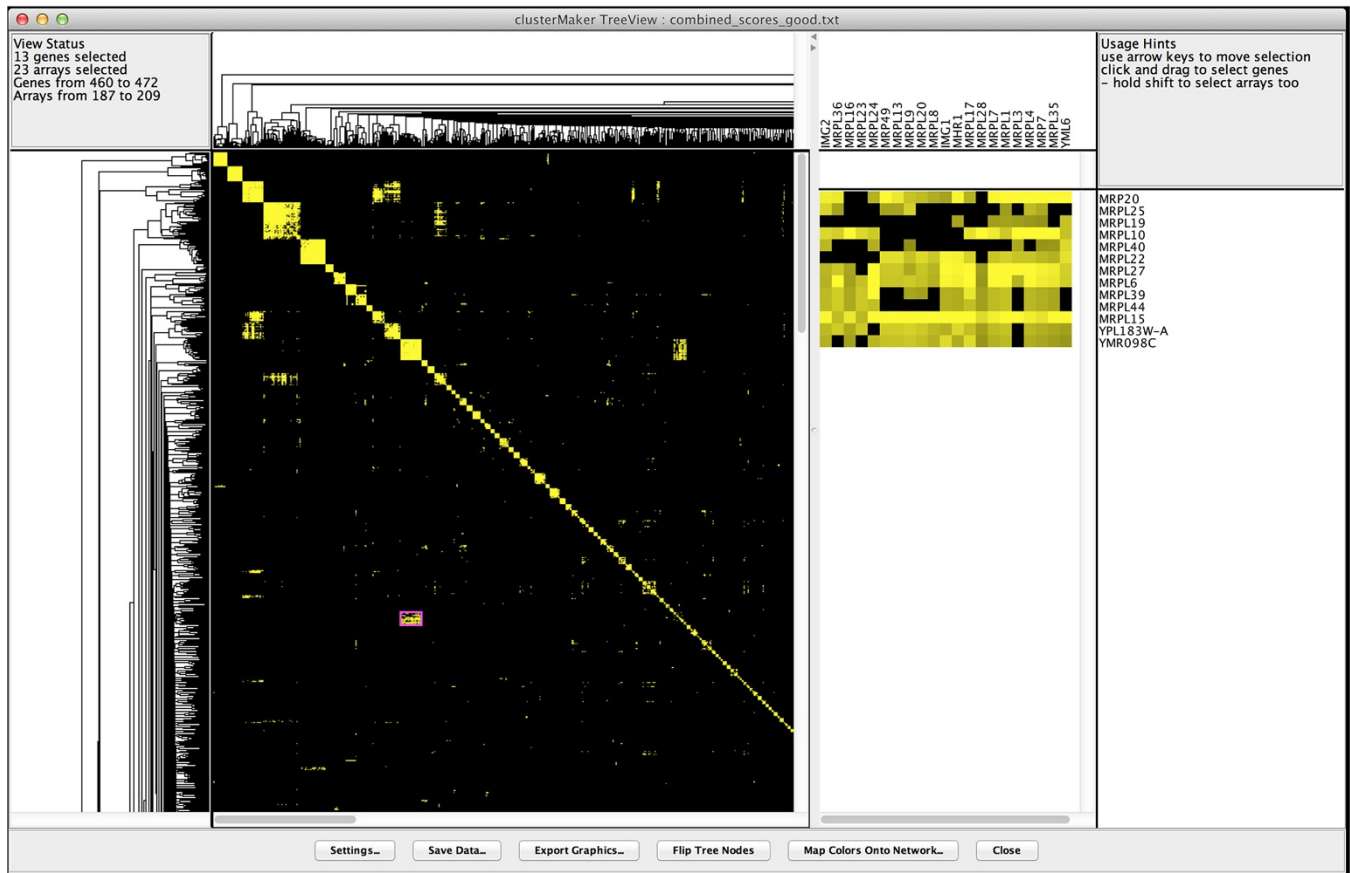 clusterMaker TreeView : combined_scores_good.txt
View Status
13 genes selected
23 arrays selected
Genes from 460 to 472
Arrays from 187 to 209
IMG2
MRPL36
MRPL16
MRPL23
MRPL24
MRP49
MRPL13
MRPL9
MRPL20
MRPL8
IMG1
MHR1
MRPL17
MRPL28
MRPL7
MRPL1
MRPL3
MRPL4
MRP7
MRPL35
YML6
Usage Hints
use arrow keys to move selection
click and drag to select genes
- hold shift to select arrays too
MRP20
MRPL25
MRPL19
MRPL10
MRPL40
MRPL22
MRPL27
MRPL6
MRPL39
MRPL44
MRPL15
YPL183W-A
YMR098C
Settings...
Save Data...
Export Graphics...
Flip Tree Nodes
Map Colors Onto Network...
Close